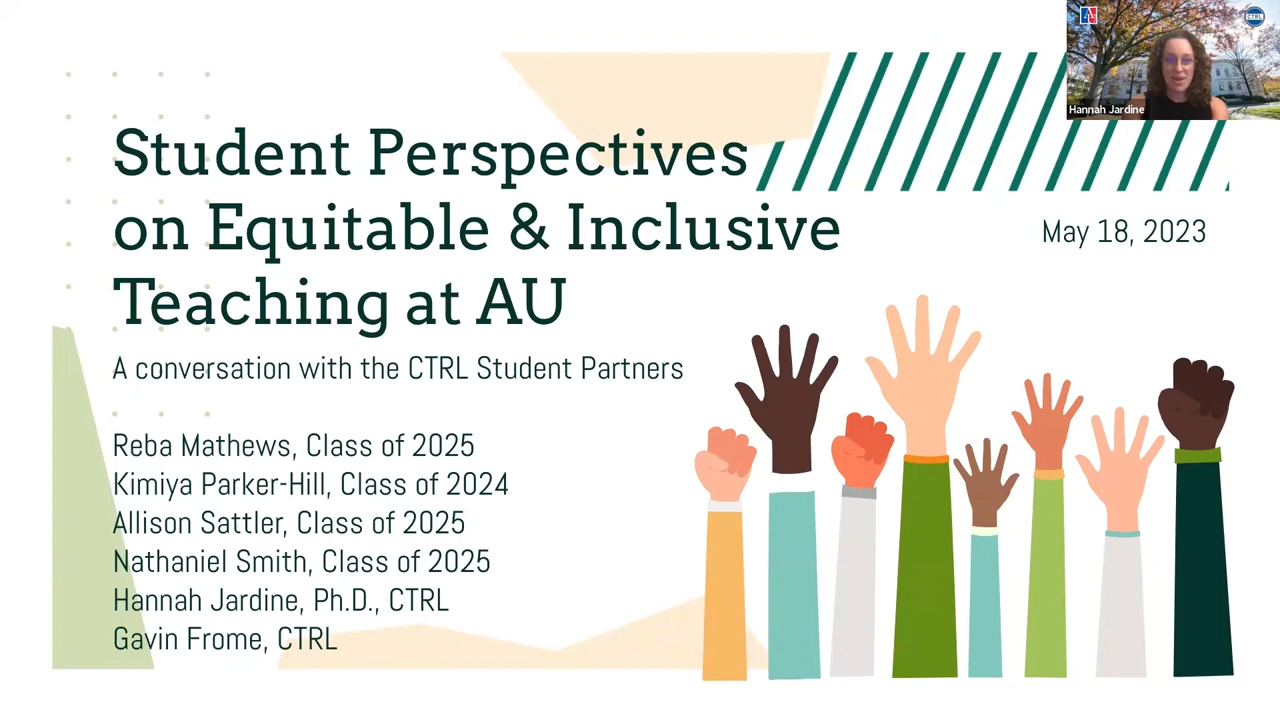 Student Perspectives
on Equitable & Inclusive
Teaching at AU
A conversation with the CTRL Student Partners
Reba Mathews, Class of 2025
Kimiya Parker-Hill, Class of 2024
Allison Sattler, Class of 2025
Nathaniel Smith, Class of 2025
Hannah Jardine, Ph.D., CTRL
Gavin Frome, CTRL
May 18, 2023
CTRL
Hannah Jardine